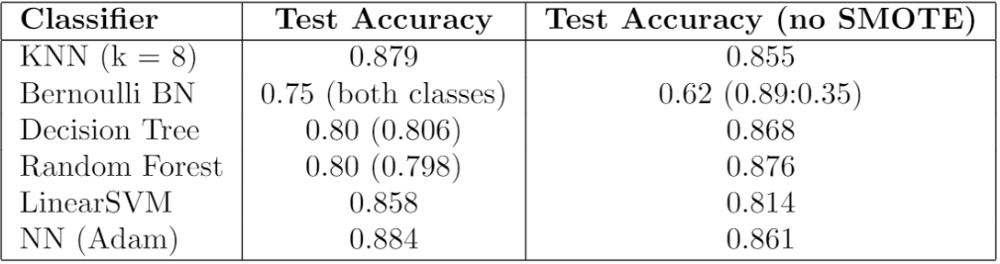 Classifier Test Accuracy Test Accuracy (no SMOTE)
KNN (k = 8) 0.879 0.855
Bernoulli BN 0.75 (both classes) 0.62 (0.89:0.35)
Decision Tree 0.80 (0.806) 0.868
Random Forest 0.80 (0.798) 0.876
LinearSVM 0.858 0.814
NN (Adam) 0.884 0.861